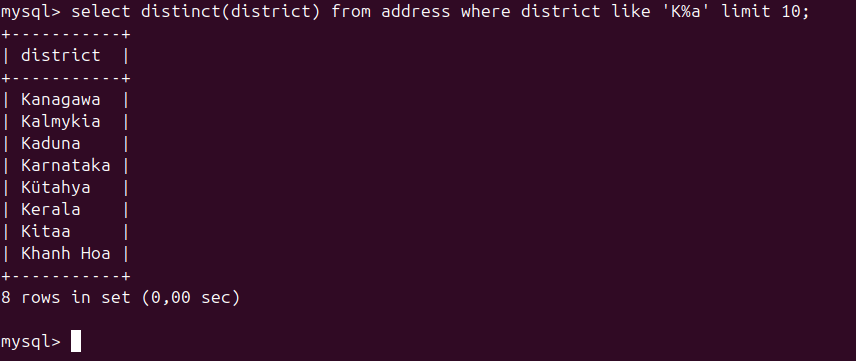 mysql> select distinct(district) from address where district like 'K%a' limit 10;
+-----------+
| district  |
+-----------+
| Kanagawa  |
| Kalmykia  |
| Kaduna    |
| Karnataka |
| Kütahya   |
| Kerala    |
| Kitaa     |
| Khanh Hoa |
+-----------+
8 rows in set (0,00 sec)
mysql>